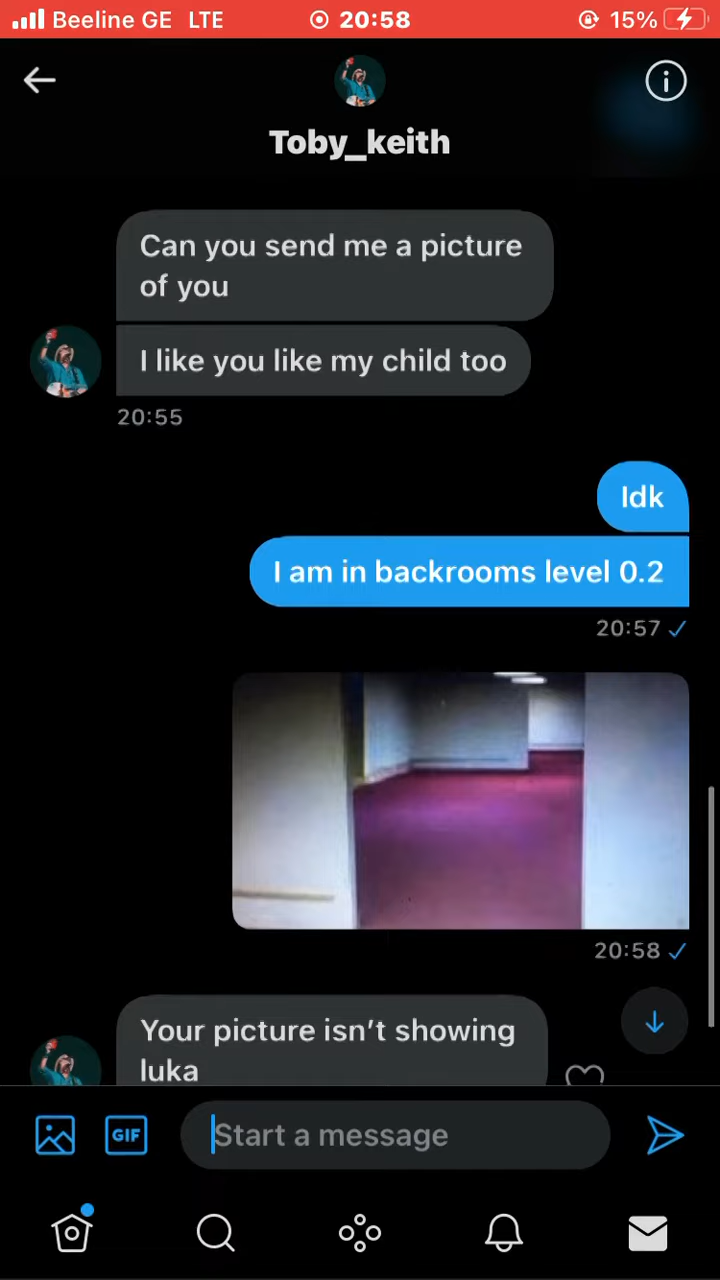 Beeline GE LTE 20:58 15%
Toby_keith
Can you send me a picture
of you
I like you like my child too
20:55
Idk
I am in backrooms level 0.2
20:57
20:58
Your picture isn’t showing
luka
GIF
Start a message